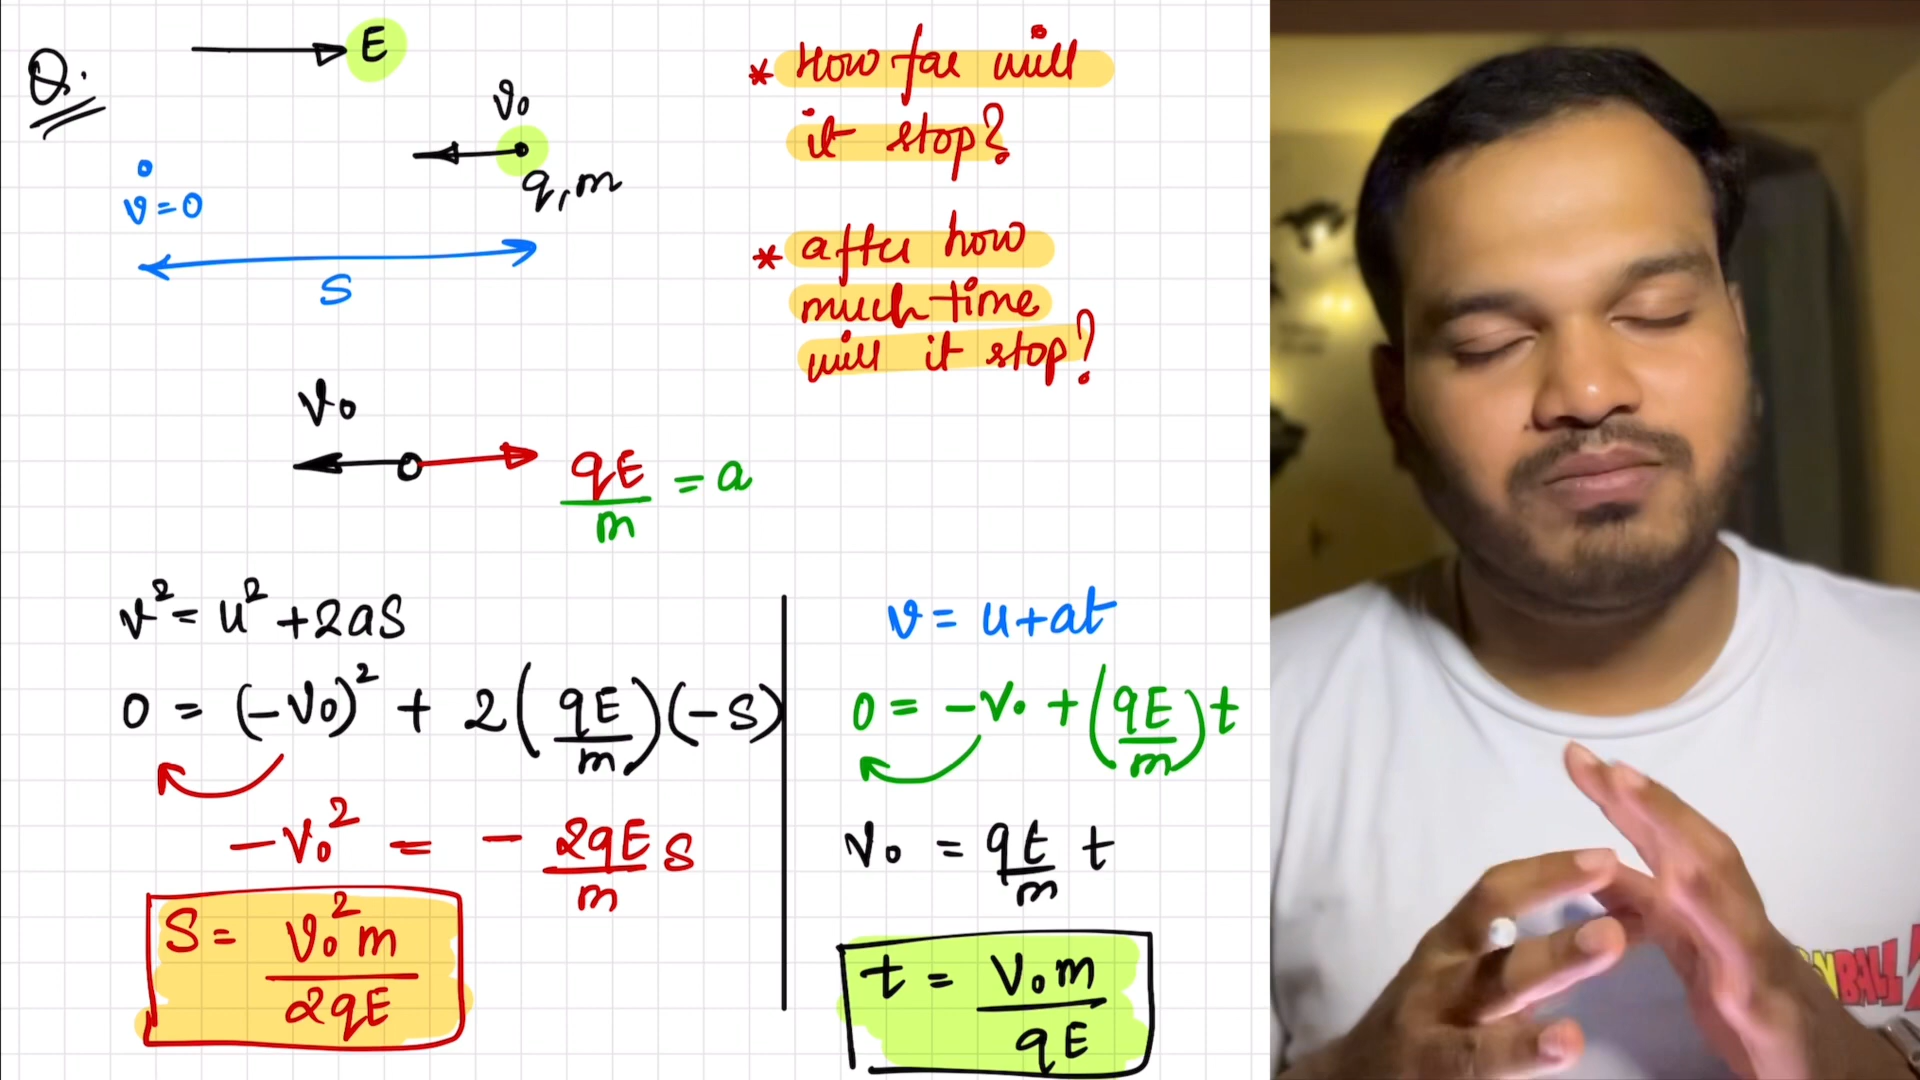 Q.
E
v₀
q, m
v = 0
S
* How far will
it stop?
* after how
much time
will it stop?
v₀
qE/m = a
v² = u² + 2aS
0 = (-v₀)² + 2(qE/m)(-S)
-v₀² = - 2qE/m S
S = v₀²m/2qE
v = u + at
0 = -v₀ + (qE/m)t
v₀ = qt/m t
t = v₀m/qE